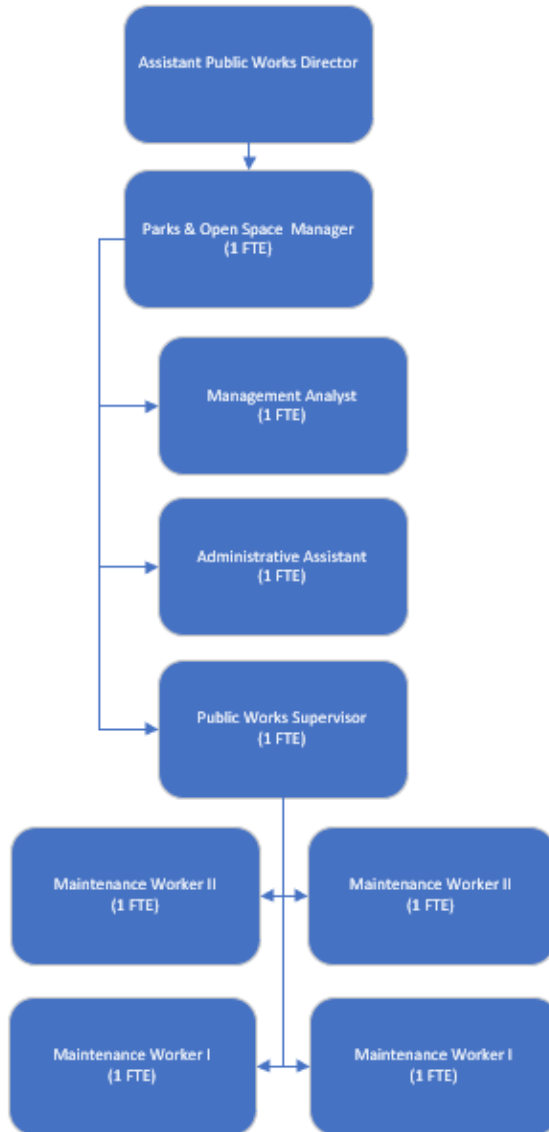 Assistant Public Works Director
Parks & Open Space Manager
(1 FTE)
Management Analyst
(1 FTE)
Administrative Assistant
(1 FTE)
Public Works Supervisor
(1 FTE)
Maintenance Worker II
(1 FTE)
Maintenance Worker II
(1 FTE)
Maintenance Worker I
(1 FTE)
Maintenance Worker I
(1 FTE)